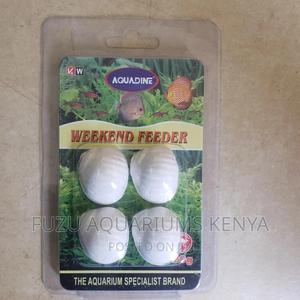 KW
AQUADINE
WEEKEND FEEDER
FUZU AQUARIUMS KENYA
POSTED ON
THE AQUARIUM SPECIALIST BRAND